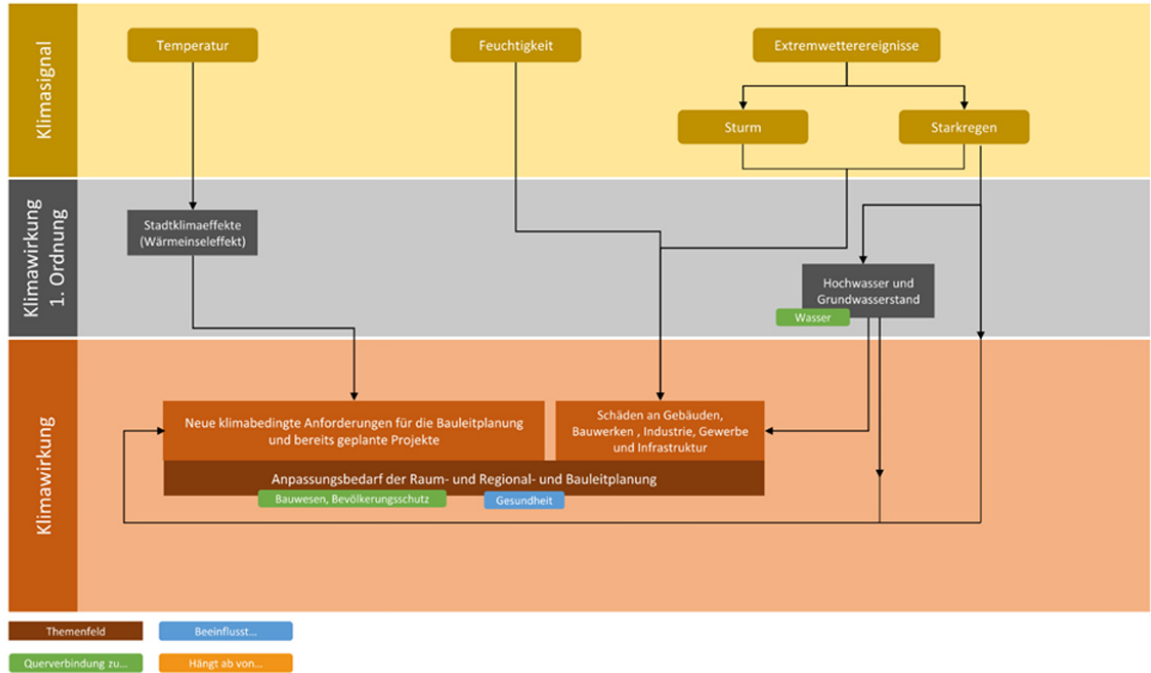 Klimasignal
Temperatur
Feuchtigkeit
Extremwetterereignisse
Sturm
Starkregen
Klimawirkung
1. Ordnung
Stadtklimaeffekte
(Wärmeinseleffekt)
Hochwasser und
Grundwasserstand
Wasser
Klimawirkung
Neue klimabedingte Anforderungen für die Bauleitplanung
und bereits geplante Projekte
Schäden an Gebäuden,
Bauwerken , Industrie, Gewerbe
und Infrastruktur
Anpassungsbedarf der Raum- und Regional- und Bauleitplanung
Bauwesen, Bevölkerungsschutz
Gesundheit
Themenfeld
Beeinflusst...
Querverbindung zu...
Hängt ab von...